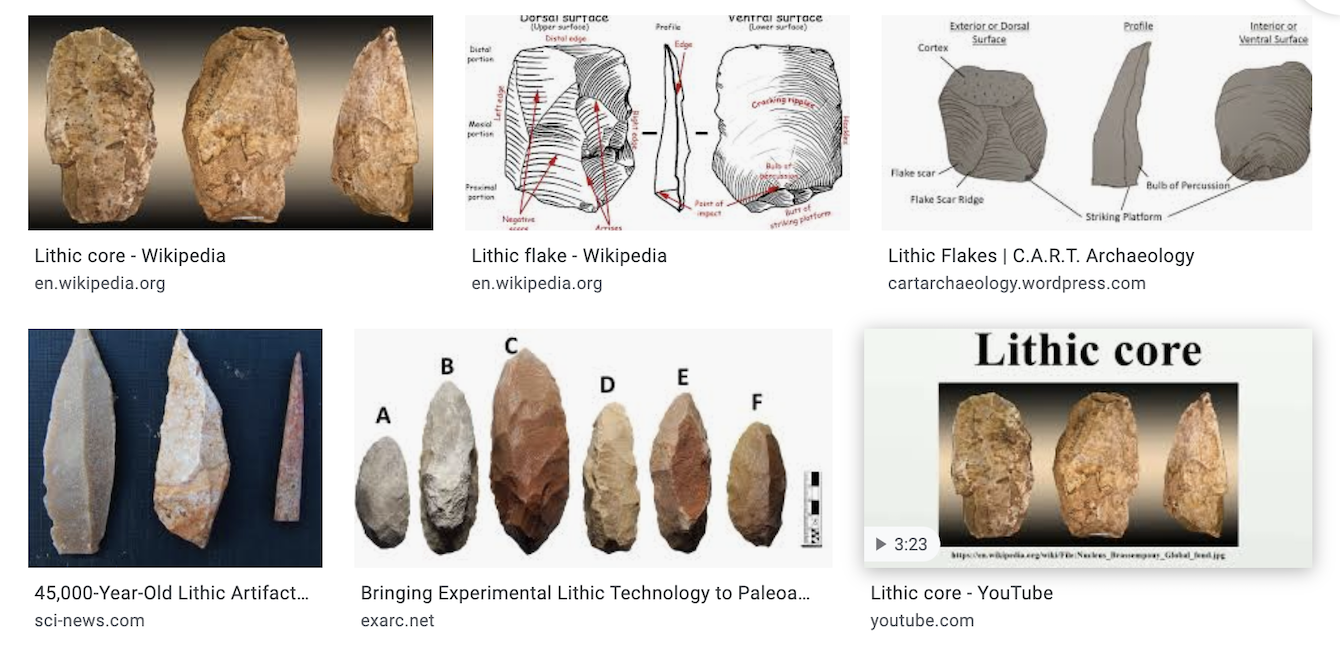 Lithic core - Wikipedia
en.wikipedia.org
Dorsal surface
(Upper surface)
Distal edge
Distal
portion
Left edge
Mesial
portion
Right edge
Proximal
portion
Negative
Arrises
Profile
Edge
Point of
impact
Ventral surface
(Lower surface)
Cracking ripples
Hackles
Bulb of
percussion
Butt of
striking platform
Lithic flake - Wikipedia
en.wikipedia.org
Exterior or Dorsal
Surface
Profile
Interior or
Ventral Surface
Cortex
Flake scar
Flake Scar Ridge
Bulb of Percussion
Striking Platform
Lithic Flakes | C.A.R.T. Archaeology
cartarchaeology.wordpress.com
45,000-Year-Old Lithic Artifact...
sci-news.com
A
B
C
D
E
F
Bringing Experimental Lithic Technology to Paleoa...
exarc.net
Lithic core
3:23
https://en.wikipedia.org/wiki/File:Nucleus_Brassempouy_Global_fond.jpg
Lithic core - YouTube
youtube.com